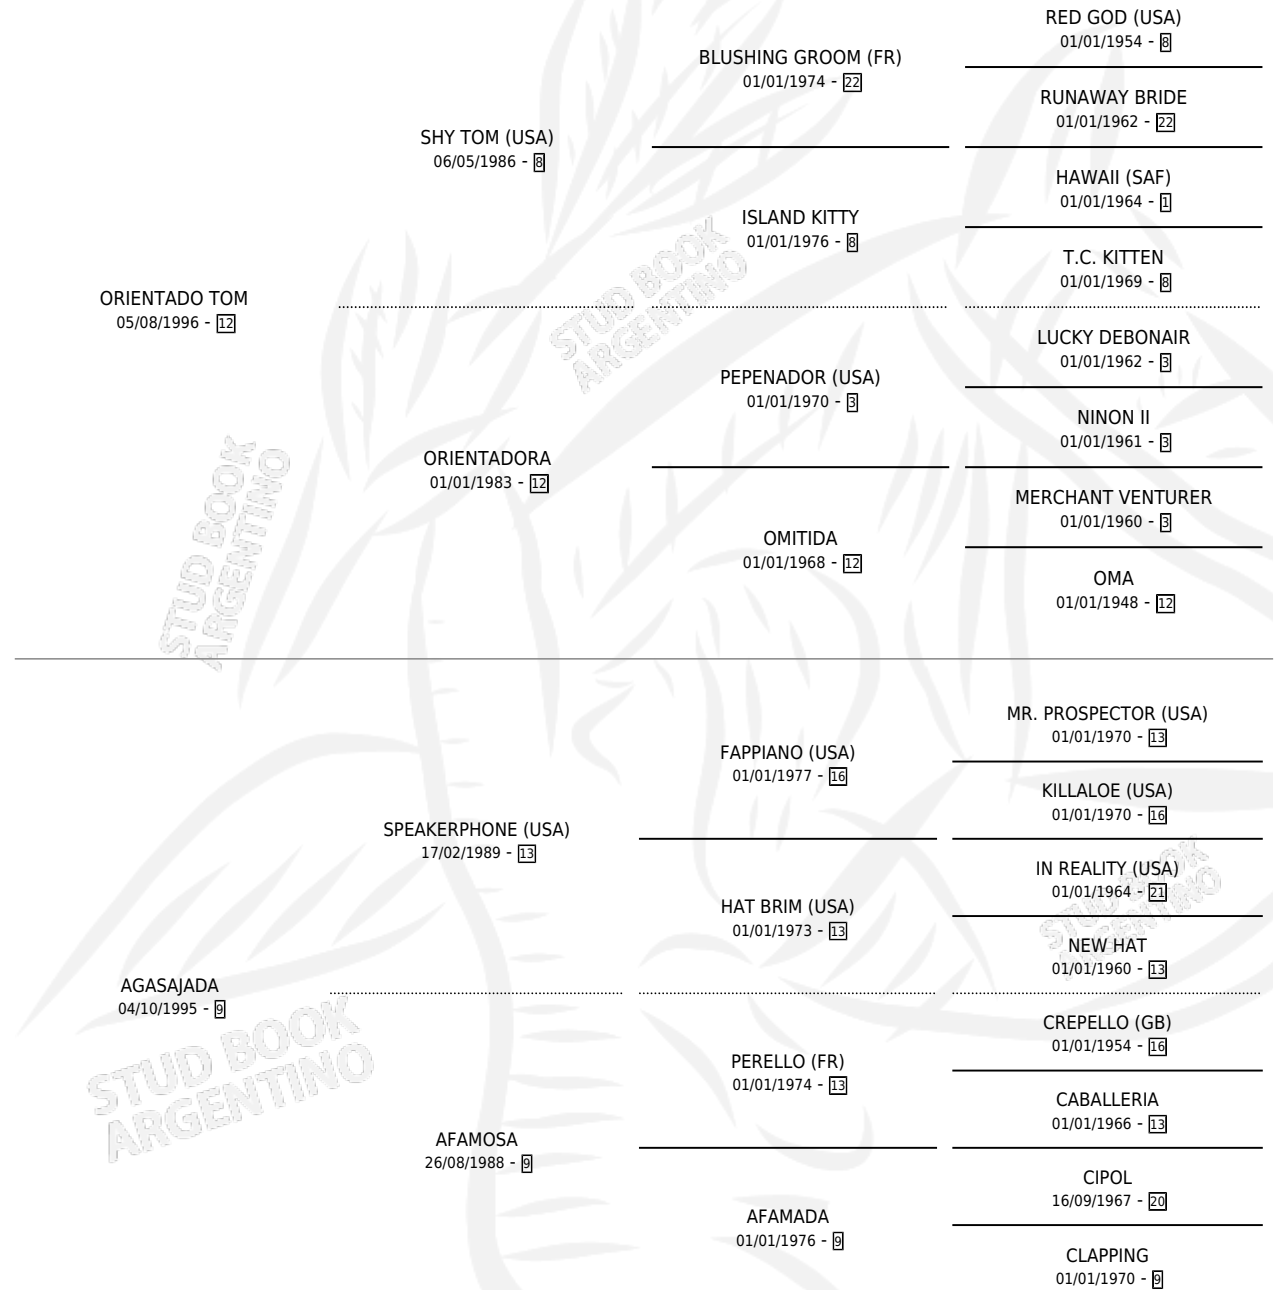 RED GOD (USA)
01/01/1954 - 8
BLUSHING GROOM (FR)
01/01/1974 - 22
RUNAWAY BRIDE
01/01/1962 - 22
SHY TOM (USA)
06/05/1986 - 8
HAWAII (SAF)
01/01/1964 - 1
ISLAND KITTY
01/01/1976 - 8
T.C. KITTEN
01/01/1969 - 8
ORIENTADO TOM
05/08/1996 - 12
LUCKY DEBONAIR
01/01/1962 - 3
PEPENADOR (USA)
01/01/1970 - 3
NINON II
01/01/1961 - 3
ORIENTADORA
01/01/1983 - 12
MERCHANT VENTURER
01/01/1960 - 3
OMITIDA
01/01/1968 - 12
OMA
01/01/1948 - 12
MR. PROSPECTOR (USA)
01/01/1970 - 13
FAPPIANO (USA)
01/01/1977 - 16
KILLALOE (USA)
01/01/1970 - 16
SPEAKERPHONE (USA)
17/02/1989 - 13
IN REALITY (USA)
01/01/1964 - 21
HAT BRIM (USA)
01/01/1973 - 13
NEW HAT
01/01/1960 - 13
AGASAJADA
04/10/1995 - 9
CREPELLO (GB)
01/01/1954 - 16
PERELLO (FR)
01/01/1974 - 13
CABALLERIA
01/01/1966 - 13
AFAMOSA
26/08/1988 - 9
CIPOL
16/09/1967 - 20
AFAMADA
01/01/1976 - 9
CLAPPING
01/01/1970 - 9
STUD BOOK
ARGENTINO
STUD BOOK
ARGENTINO
STUD BOOK
ARGENTINO
STUD BOOK
ARGENTINO